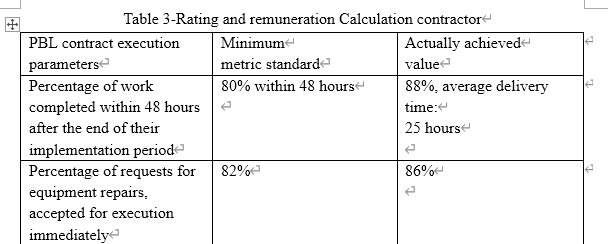 Table 3-Rating and remuneration Calculation contractor
PBL contract execution
parameters
Minimum
metric standard
Actually achieved
value
Percentage of work
completed within 48 hours
after the end of their
implementation period
80% within 48 hours
88%, average delivery
time:
25 hours
Percentage of requests for
equipment repairs,
accepted for execution
immediately
82%
86%